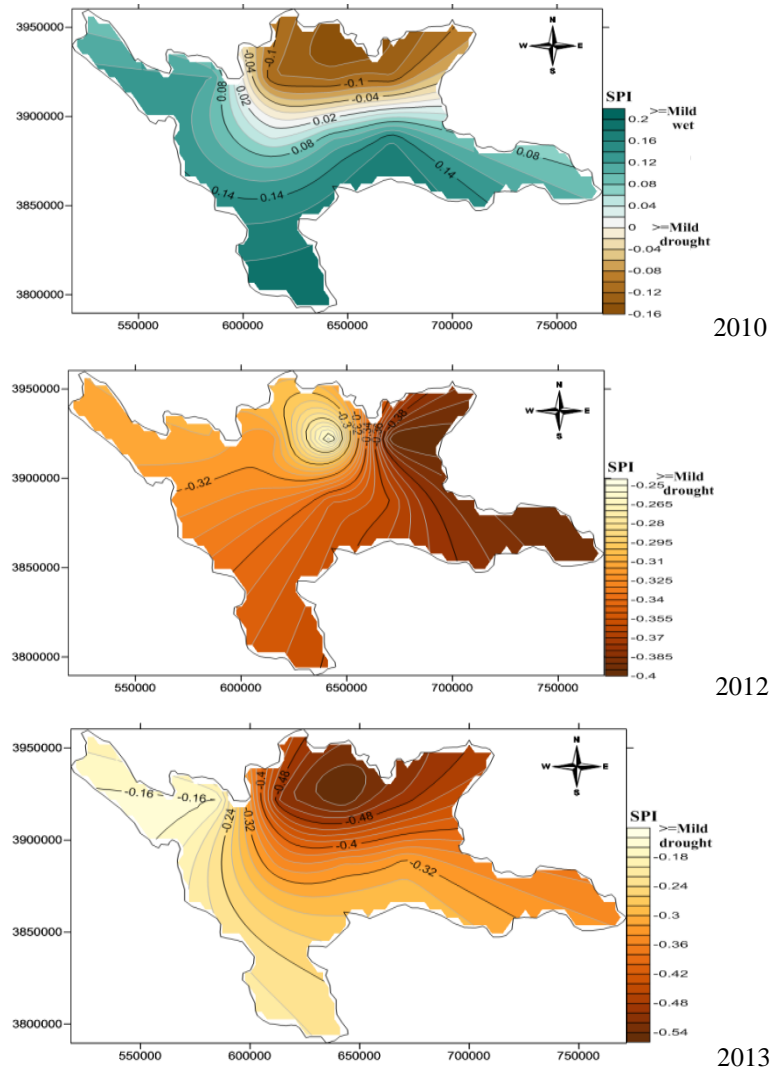 3950000
3900000
3850000
3800000
550000 600000 650000 700000 750000
N
W E
S
-0.1
-0.04
0.02
0.08
-0.1
-0.04
0.02
0.08
0.14
0.14
0.08
SPI
>=Mild
wet
0.2
0.16
0.12
0.08
0.04
0
>=Mild
drought
-0.04
-0.08
-0.12
-0.16
2010
3950000
3900000
3850000
3800000
550000 600000 650000 700000 750000
N
W E
S
-0.32
-0.3
-0.32
-0.38
SPI
>=Mild
drought
-0.25
-0.265
-0.28
-0.295
-0.31
-0.325
-0.34
-0.355
-0.37
-0.385
-0.4
2012
3950000
3900000
3850000
3800000
550000 600000 650000 700000 750000
N
W E
S
-0.16
-0.16
-0.24
-0.32
-0.4
-0.48
-0.48
-0.4
-0.32
SPI
>=Mild
drought
-0.18
-0.24
-0.3
-0.36
-0.42
-0.48
-0.54
2013